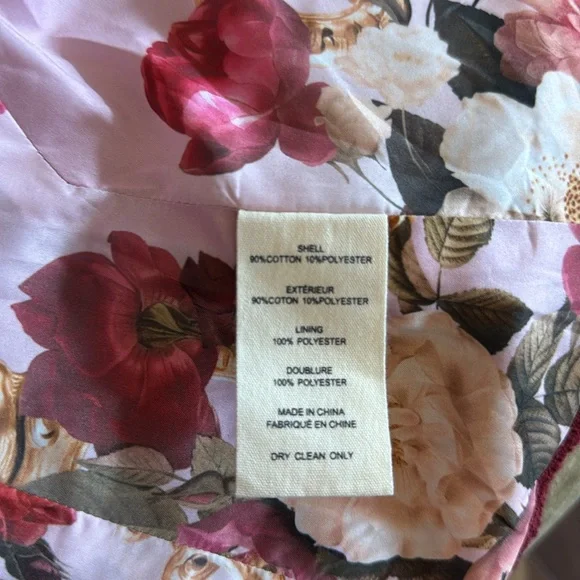 SHELL
90%COTTON 10%POLYESTER
EXTÉRIEUR
90%COTON 10%POLYESTER
LINING
100% POLYESTER
DOUBLURE
100% POLYESTER
MADE IN CHINA
FABRIQUÉ EN CHINE
DRY CLEAN ONLY